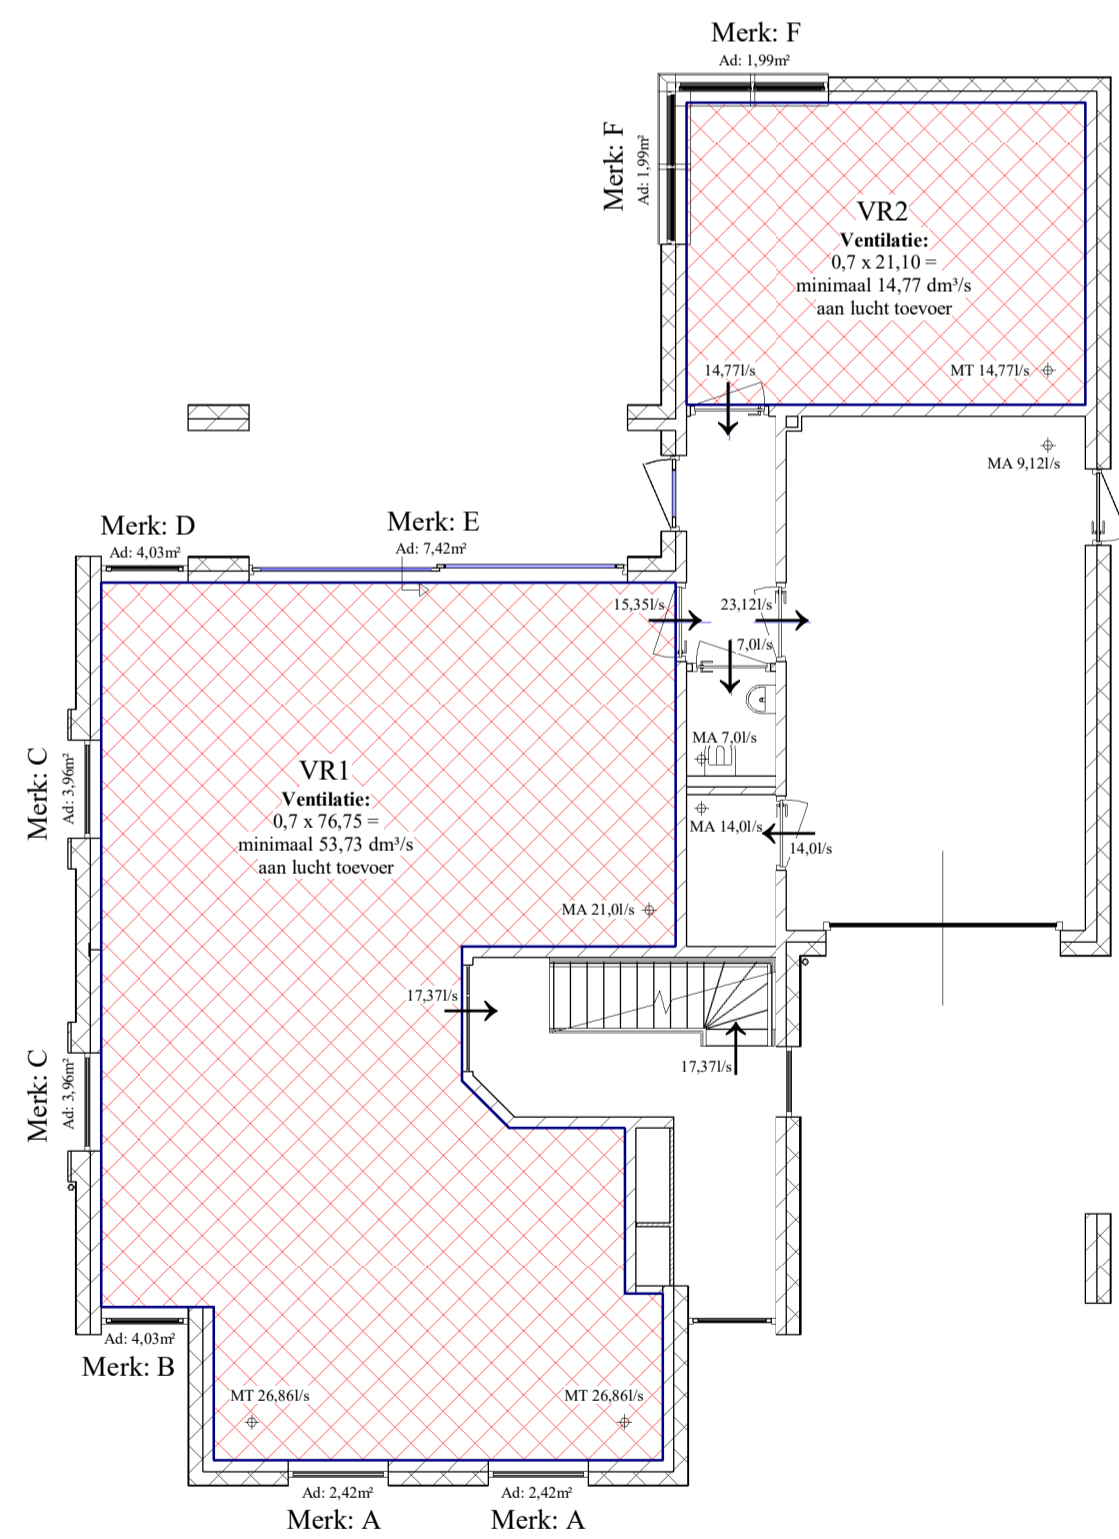 Merk: F
Ad: 1,99m²
Merk: F
Ad: 1,99m²
VR2
Ventilatie:
0,7 x 21,10 =
minimaal 14,77 dm³/s
aan lucht toevoer
14,77l/s
MT 14,77l/s
MA 9,12l/s
Merk: D
Ad: 4,03m²
Merk: E
Ad: 7,42m²
15,35l/s
23,12l/s
7,0l/s
MA 7,0l/s
Merk: C
Ad: 3,96m²
VR1
Ventilatie:
0,7 x 76,75 =
minimaal 53,73 dm³/s
aan lucht toevoer
MA 14,0l/s
14,0l/s
MA 21,0l/s
17,37l/s
17,37l/s
Merk: C
Ad: 3,96m²
Ad: 4,03m²
Merk: B
MT 26,86l/s
MT 26,86l/s
Ad: 2,42m²
Merk: A
Ad: 2,42m²
Merk: A